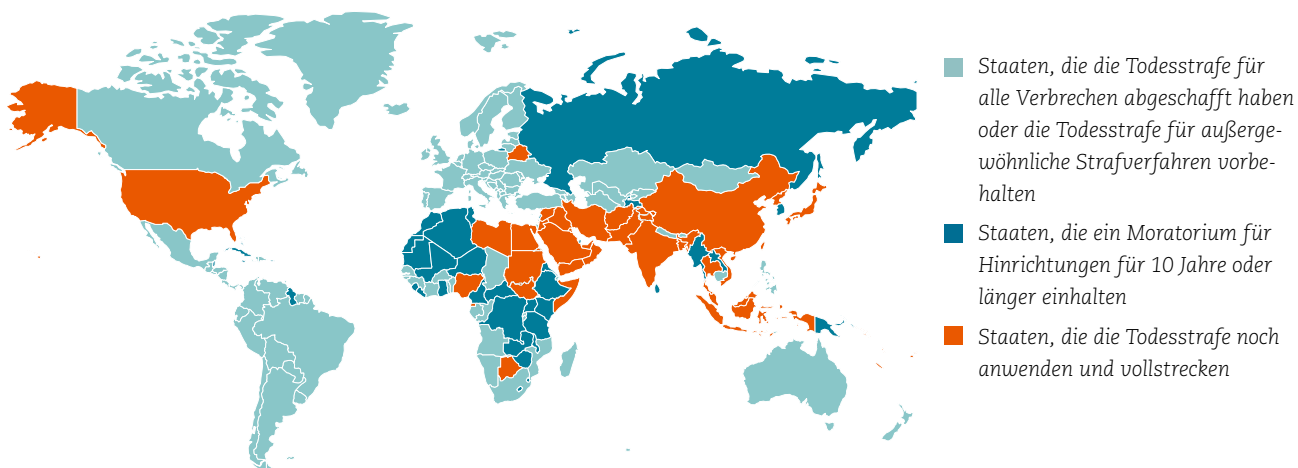 Staaten, die die Todesstrafe für
alle Verbrechen abgeschafft haben
oder die Todesstrafe für außerge-
wöhnliche Strafverfahren vorbe-
halten
Staaten, die ein Moratorium für
Hinrichtungen für 10 Jahre oder
länger einhalten
Staaten, die die Todesstrafe noch
anwenden und vollstrecken